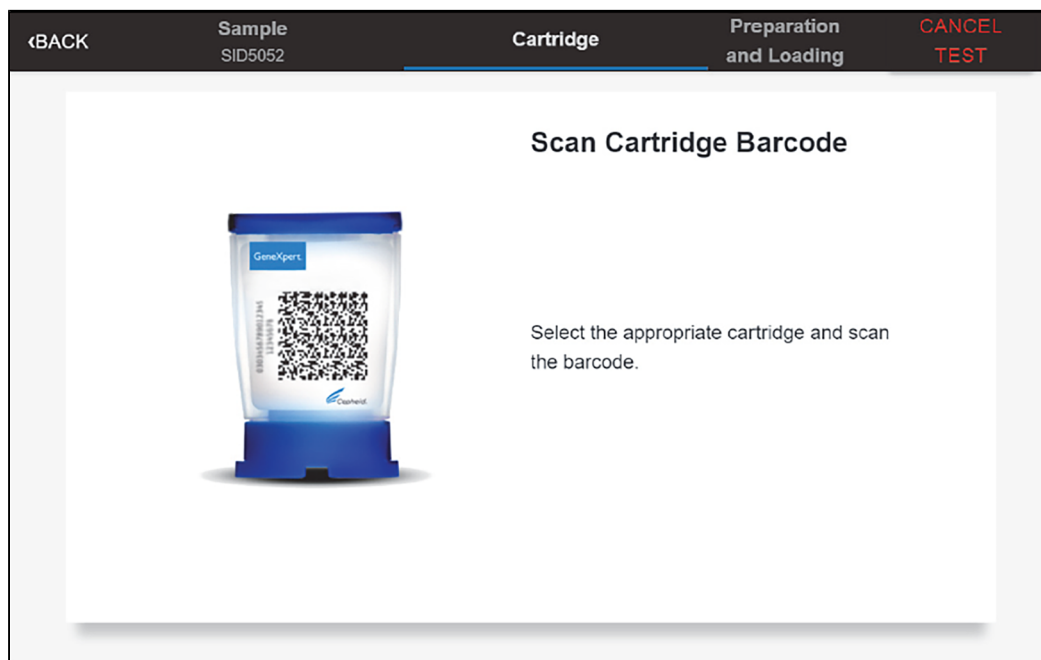 ‹BACK
Sample
SID5052
Cartridge
Preparation
and Loading
CANCEL
TEST
Scan Cartridge Barcode
GeneXpert
Cepheid.
Select the appropriate cartridge and scan
the barcode.